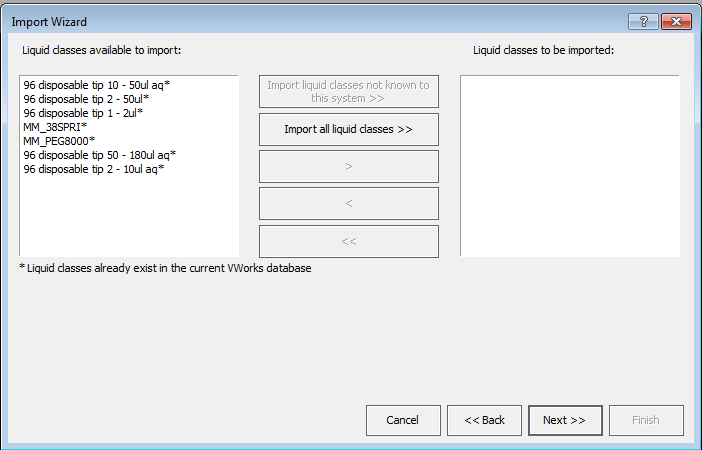 Import Wizard
Liquid classes available to import:
Liquid classes to be imported:
96 disposable tip 10 - 50ul aq*
96 disposable tip 2 - 50ul*
96 disposable tip 1 - 2ul*
MM_38SPRI*
MM_PEG8000*
96 disposable tip 50 - 180ul aq*
96 disposable tip 2 - 10ul aq*
Import liquid classes not known to
this system >>
Import all liquid classes >>
>
<
<<
* Liquid classes already exist in the current VWorks database
Cancel
<< Back
Next >>
Finish